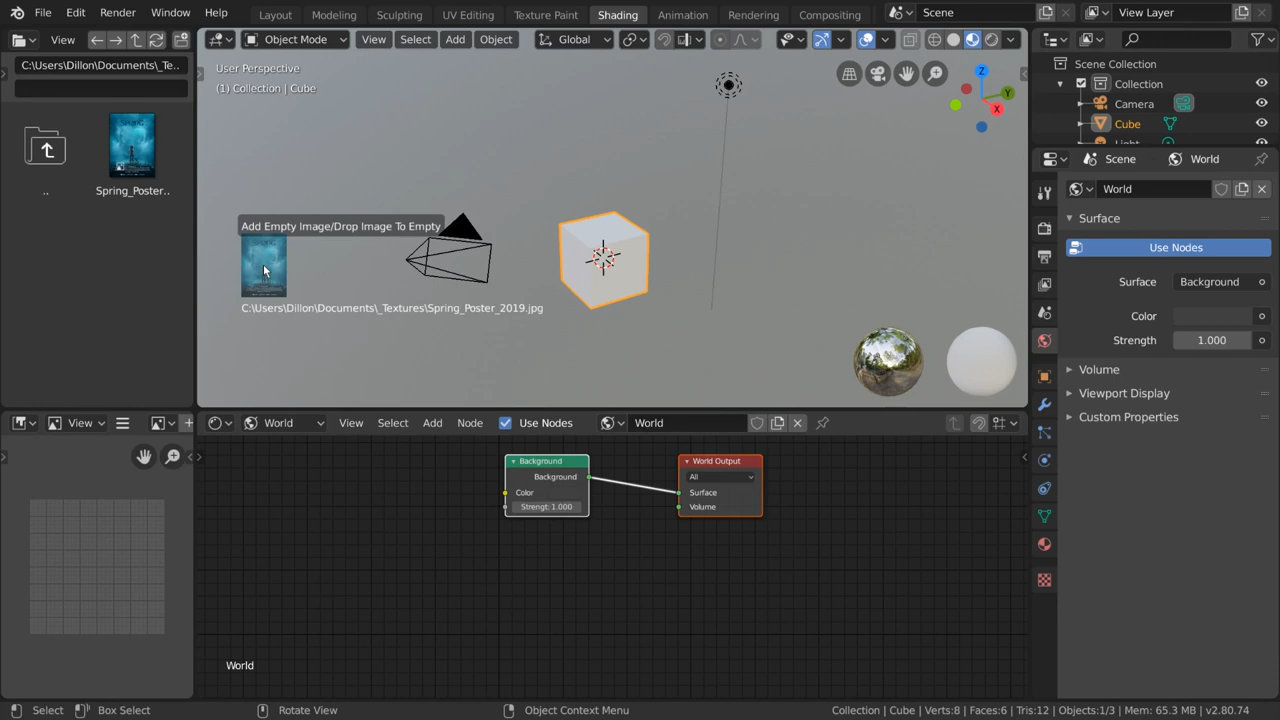 File Edit Render Window Help Layout Modeling Sculpting UV Editing Texture Paint Shading Animation Rendering Compositing Scene View Layer
View Object Mode View Select Add Object Global
C:\Users\Dillon\Documents\_Te..
User Perspective
(1) Collection | Cube
Z
Y
X
Spring_Poster..
..
Add Empty Image/Drop Image To Empty
C:\Users\Dillon\Documents\_Textures\Spring_Poster_2019.jpg
Scene Collection
Collection
Camera
Cube
Light
Scene World
World
Surface
Use Nodes
Surface Background
Color
Strength 1.000
Volume
Viewport Display
Custom Properties
View World View Select Add Node Use Nodes World
Background
Background
Color
Strengt: 1.000
World Output
All
Surface
Volume
World
Select Box Select Rotate View Object Context Menu Collection | Cube | Verts:8 | Faces:6 | Tris:12 | Objects:1/3 | Mem: 65.3 MB | v2.80.74